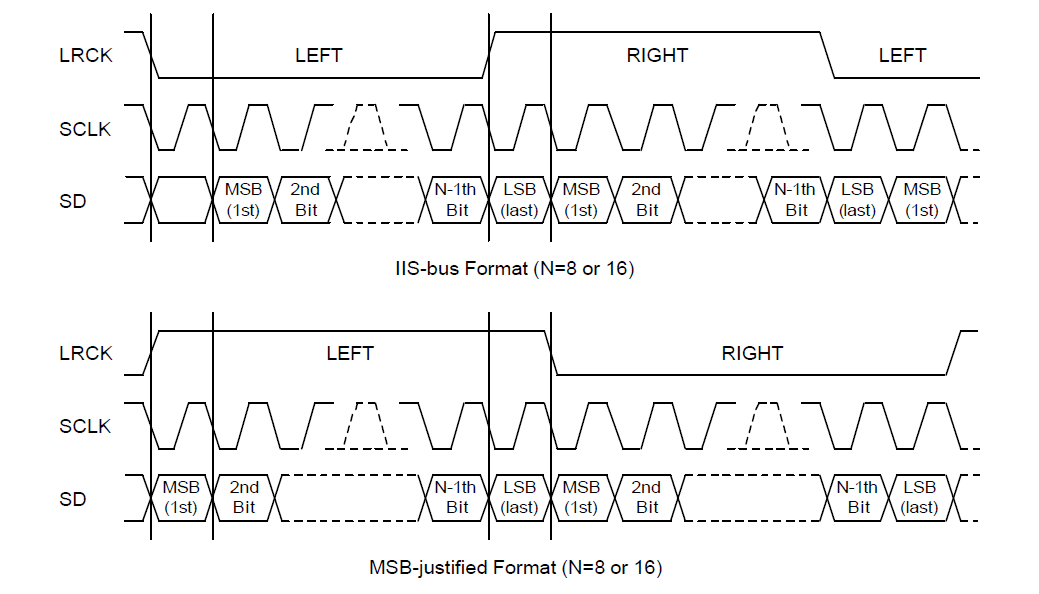 LRCK LEFT RIGHT LEFT
SCLK
SD MSB 2nd N-1th LSB MSB 2nd N-1th LSB MSB
(1st) Bit Bit (last) (1st) Bit Bit (last) (1st)
IIS-bus Format (N=8 or 16)
LRCK LEFT RIGHT
SCLK
SD MSB 2nd N-1th LSB MSB 2nd N-1th LSB
(1st) Bit Bit (last) (1st) Bit Bit (last)
MSB-justified Format (N=8 or 16)